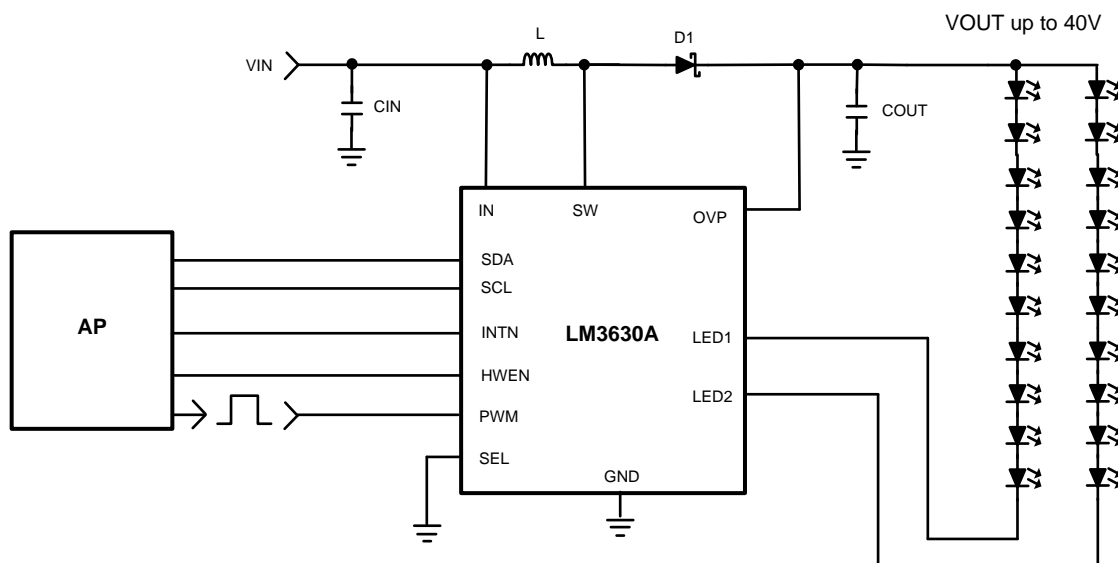 VOUT up to 40V
L
D1
VIN
CIN
COUT
IN
SW
OVP
SDA
SCL
AP
INTN
LM3630A
LED1
HWEN
LED2
PWM
SEL
GND